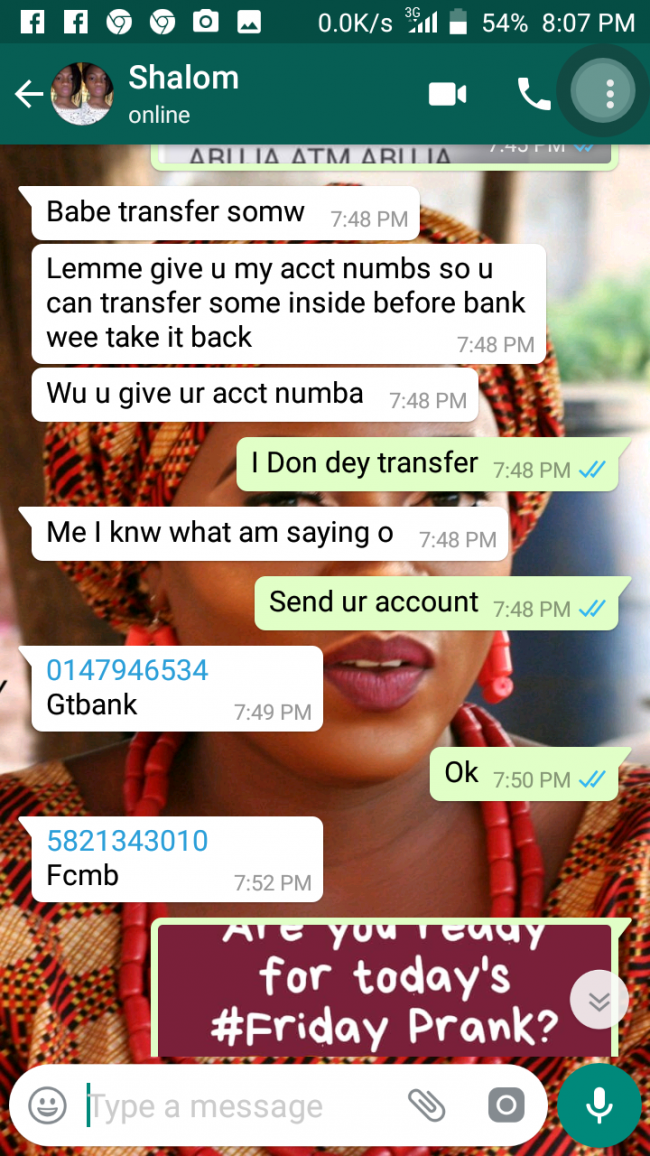 0.0K/s 3G 54% 8:07 PM
Shalom
online
ABUJA ATM ABUJA 7:45 PM
Babe transfer somw 7:48 PM
Lemme give u my acct numbs so u
can transfer some inside before bank
wee take it back 7:48 PM
Wu u give ur acct numba 7:48 PM
I Don dey transfer 7:48 PM
Me I knw what am saying o 7:48 PM
Send ur account 7:48 PM
0147946534
Gtbank 7:49 PM
Ok 7:50 PM
5821343010
Fcmb 7:52 PM
Are you ready
for today's
#Friday Prank?
Type a message